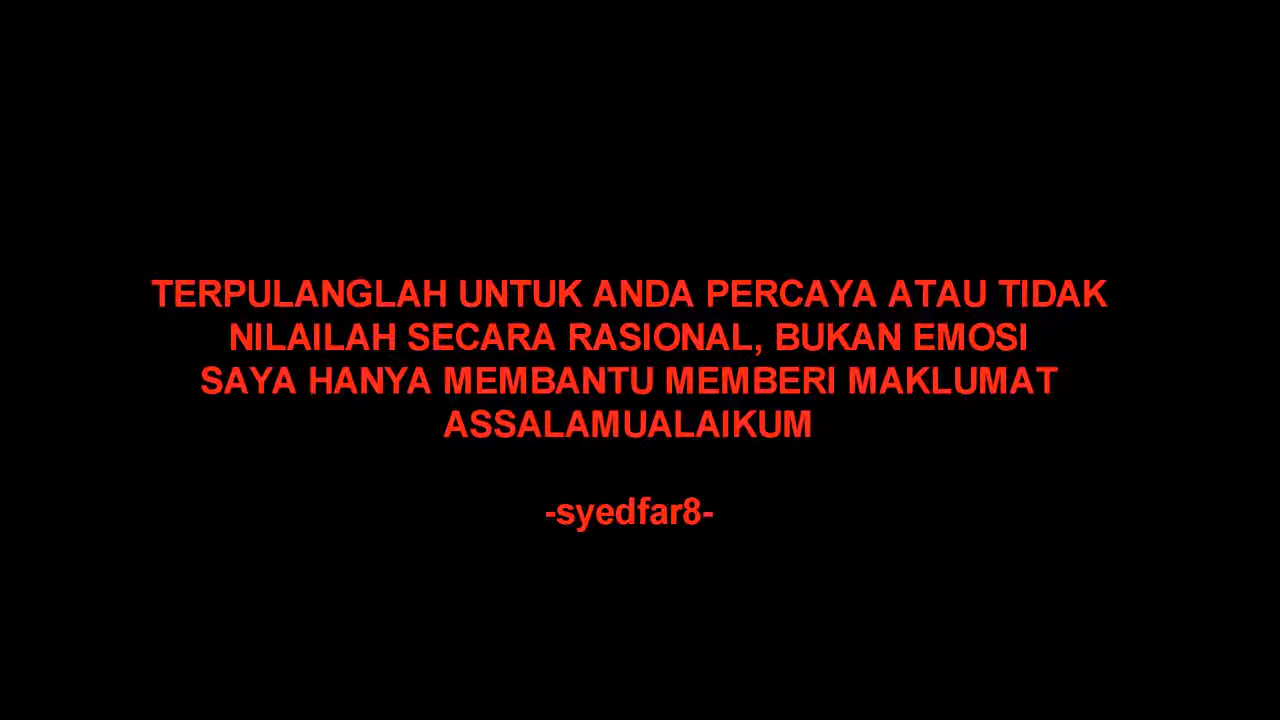 TERPULANGLAH UNTUK ANDA PERCAYA ATAU TIDAK
NILAILAH SECARA RASIONAL, BUKAN EMOSI
SAYA HANYA MEMBANTU MEMBERI MAKLUMAT
ASSALAMUALAIKUM
-syedfar8-